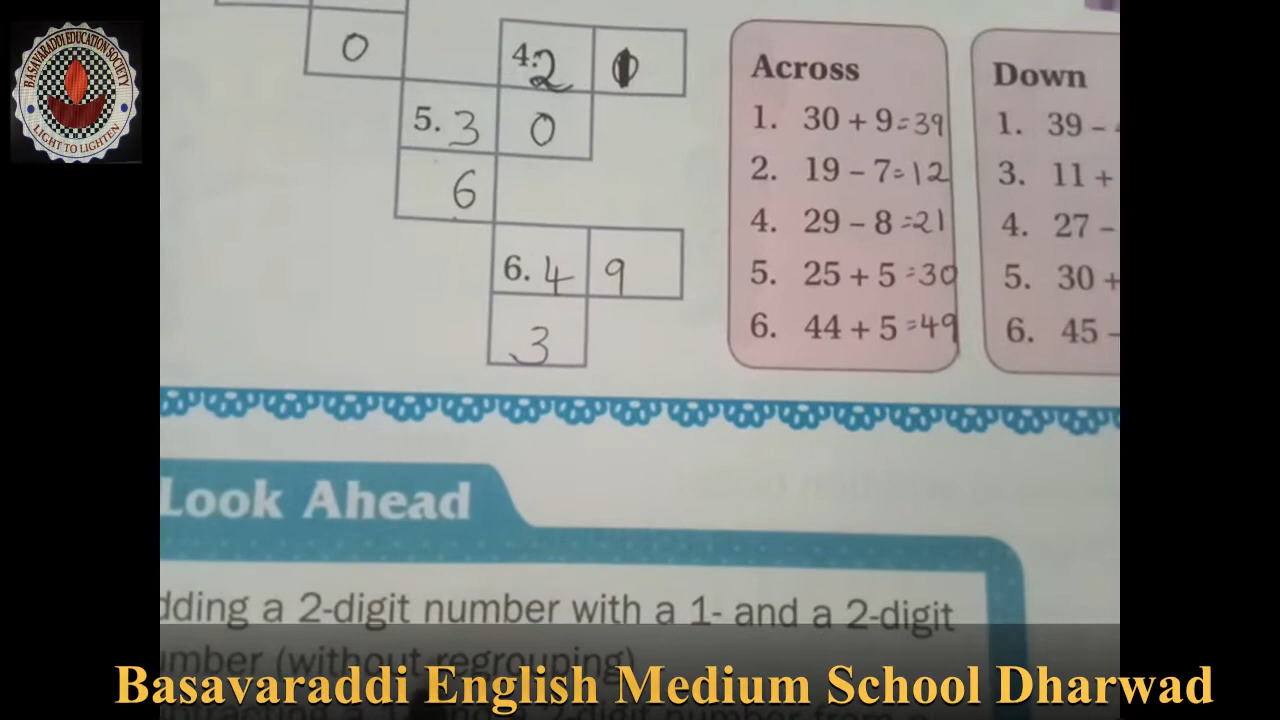 BASAVARADDI EDUCATION SOCIETY
LIGHT TO LIGHTEN
0
4. 2
5. 3 0
6
6. 4 9
3
Across
1. 30 + 9 = 39
2. 19 – 7 = 12
4. 29 – 8 = 21
5. 25 + 5 = 30
6. 44 + 5 = 49
Down
1. 39 –
3. 11 +
4. 27 –
5. 30 +
6. 45 –
Look Ahead
dding a 2-digit number with a 1- and a 2-digit
umber (without regrouping)
Basavaraddi English Medium School Dharwad